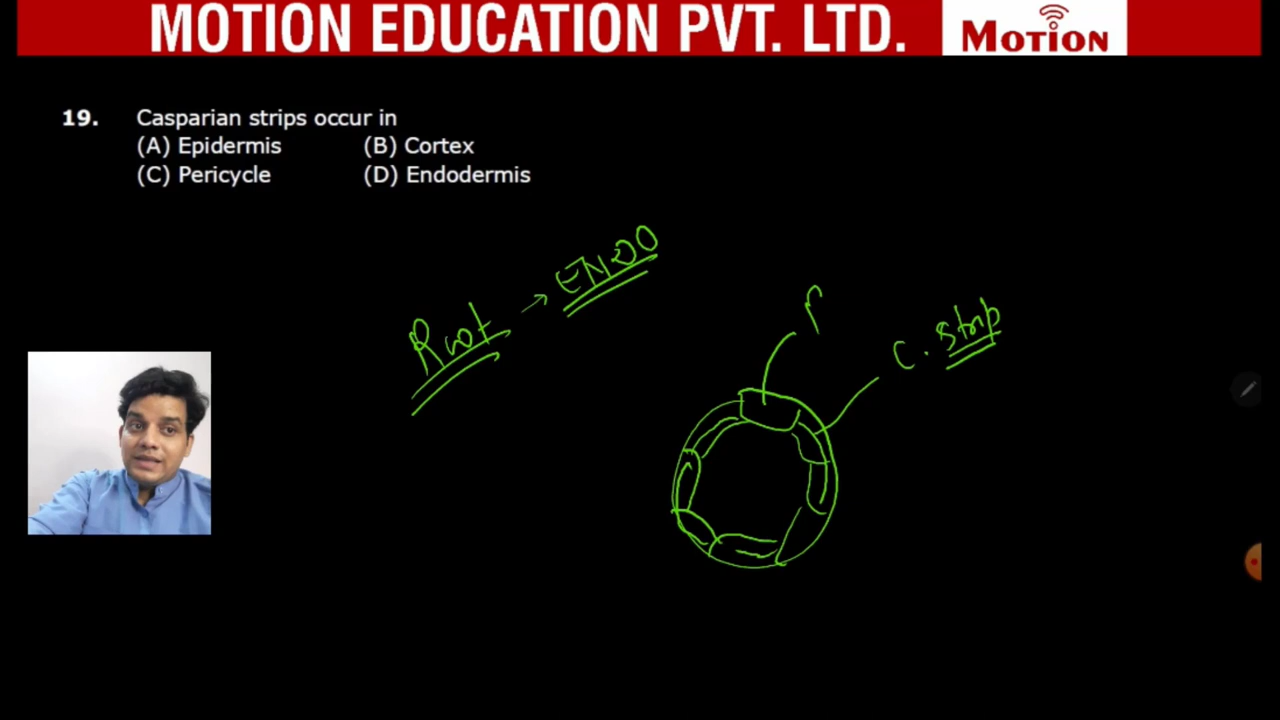 MOTION EDUCATION PVT. LTD.
MOTION
19. Casparian strips occur in
(A) Epidermis (B) Cortex
(C) Pericycle (D) Endodermis
Root → ENDO
P
C. Strip